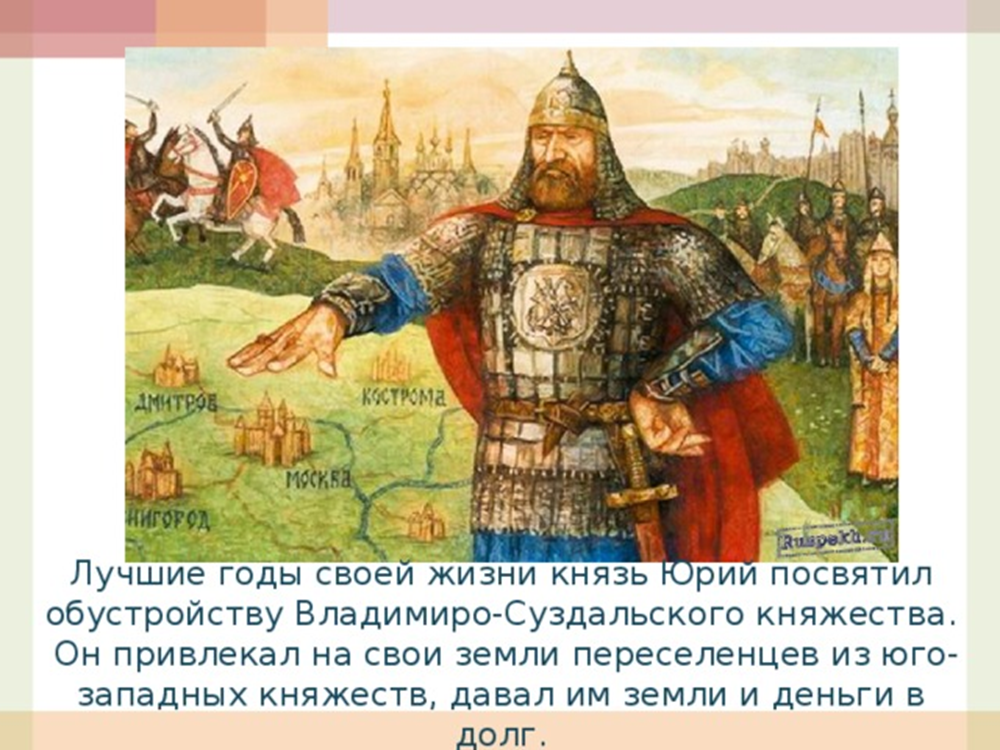 ДМИТРОВ
КОСТРОМА
МОСКВА
НИГОРОД
Лучшие годы своей жизни князь Юрий посвятил
обустройству Владимиро-Суздальского княжества.
Он привлекал на свои земли переселенцев из юго-
западных княжеств, давал им земли и деньги в
долг.